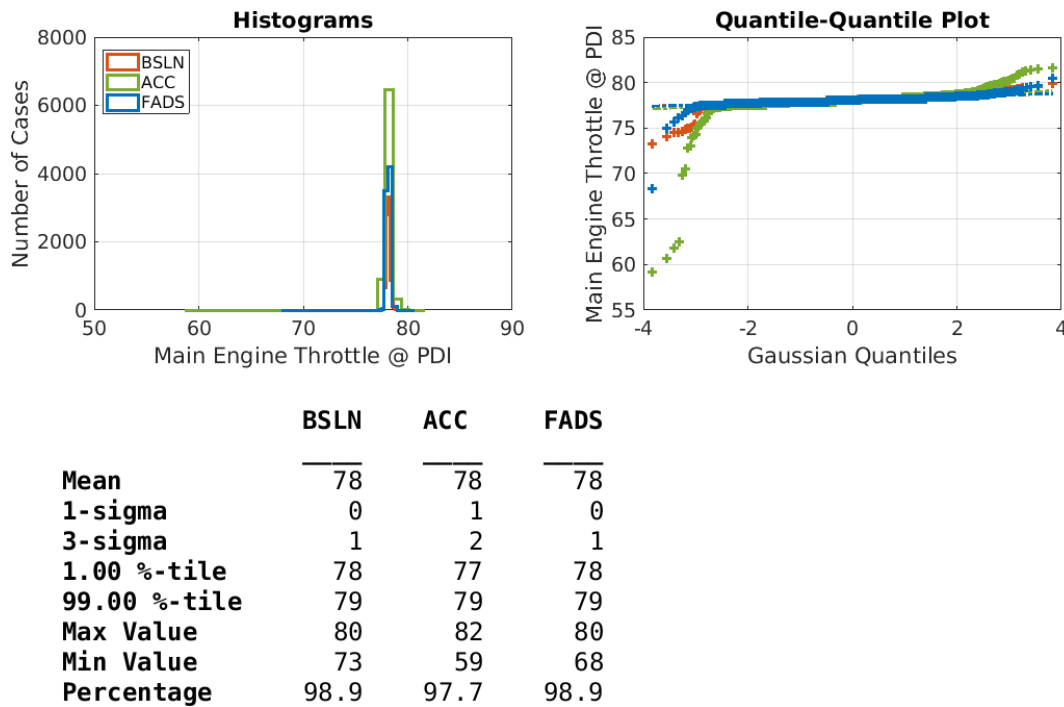 Histograms
Number of Cases
8000
6000
4000
2000
0
BSLN
ACC
FADS
50 60 70 80 90
Main Engine Throttle @ PDI
Quantile-Quantile Plot
Main Engine Throttle @ PDI
85
80
75
70
65
60
55
-4 -2 0 2 4
Gaussian Quantiles
BSLN ACC FADS
Mean 78 78 78
1-sigma 0 1 0
3-sigma 1 2 1
1.00 %-tile 78 77 78
99.00 %-tile 79 79 79
Max Value 80 82 80
Min Value 73 59 68
Percentage 98.9 97.7 98.9